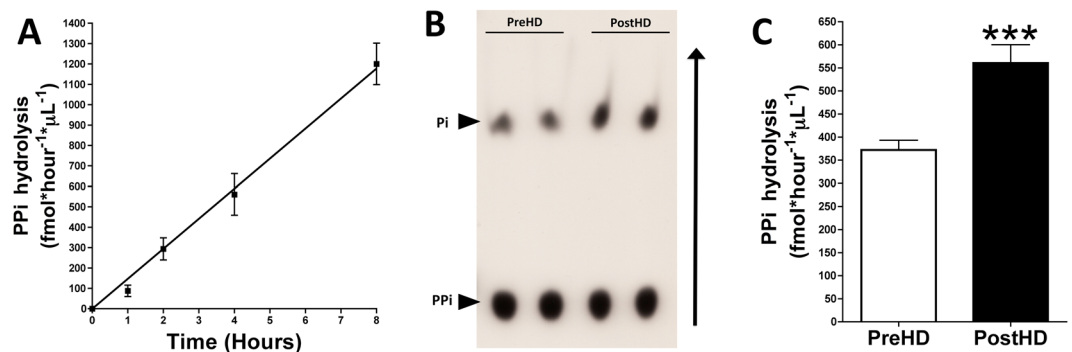 A
PPi hydrolysis
(fmol*hour-1*µL-1)
1400
1300
1200
1100
1000
900
800
700
600
500
400
300
200
100
0
0 1 2 3 4 5 6 7 8
Time (Hours)
B
PreHD PostHD
Pi
PPi
C
PPi hydrolysis
(fmol*hour-1*µL-1)
650
600
550
500
450
400
350
300
250
200
150
100
50
0
***
PreHD PostHD